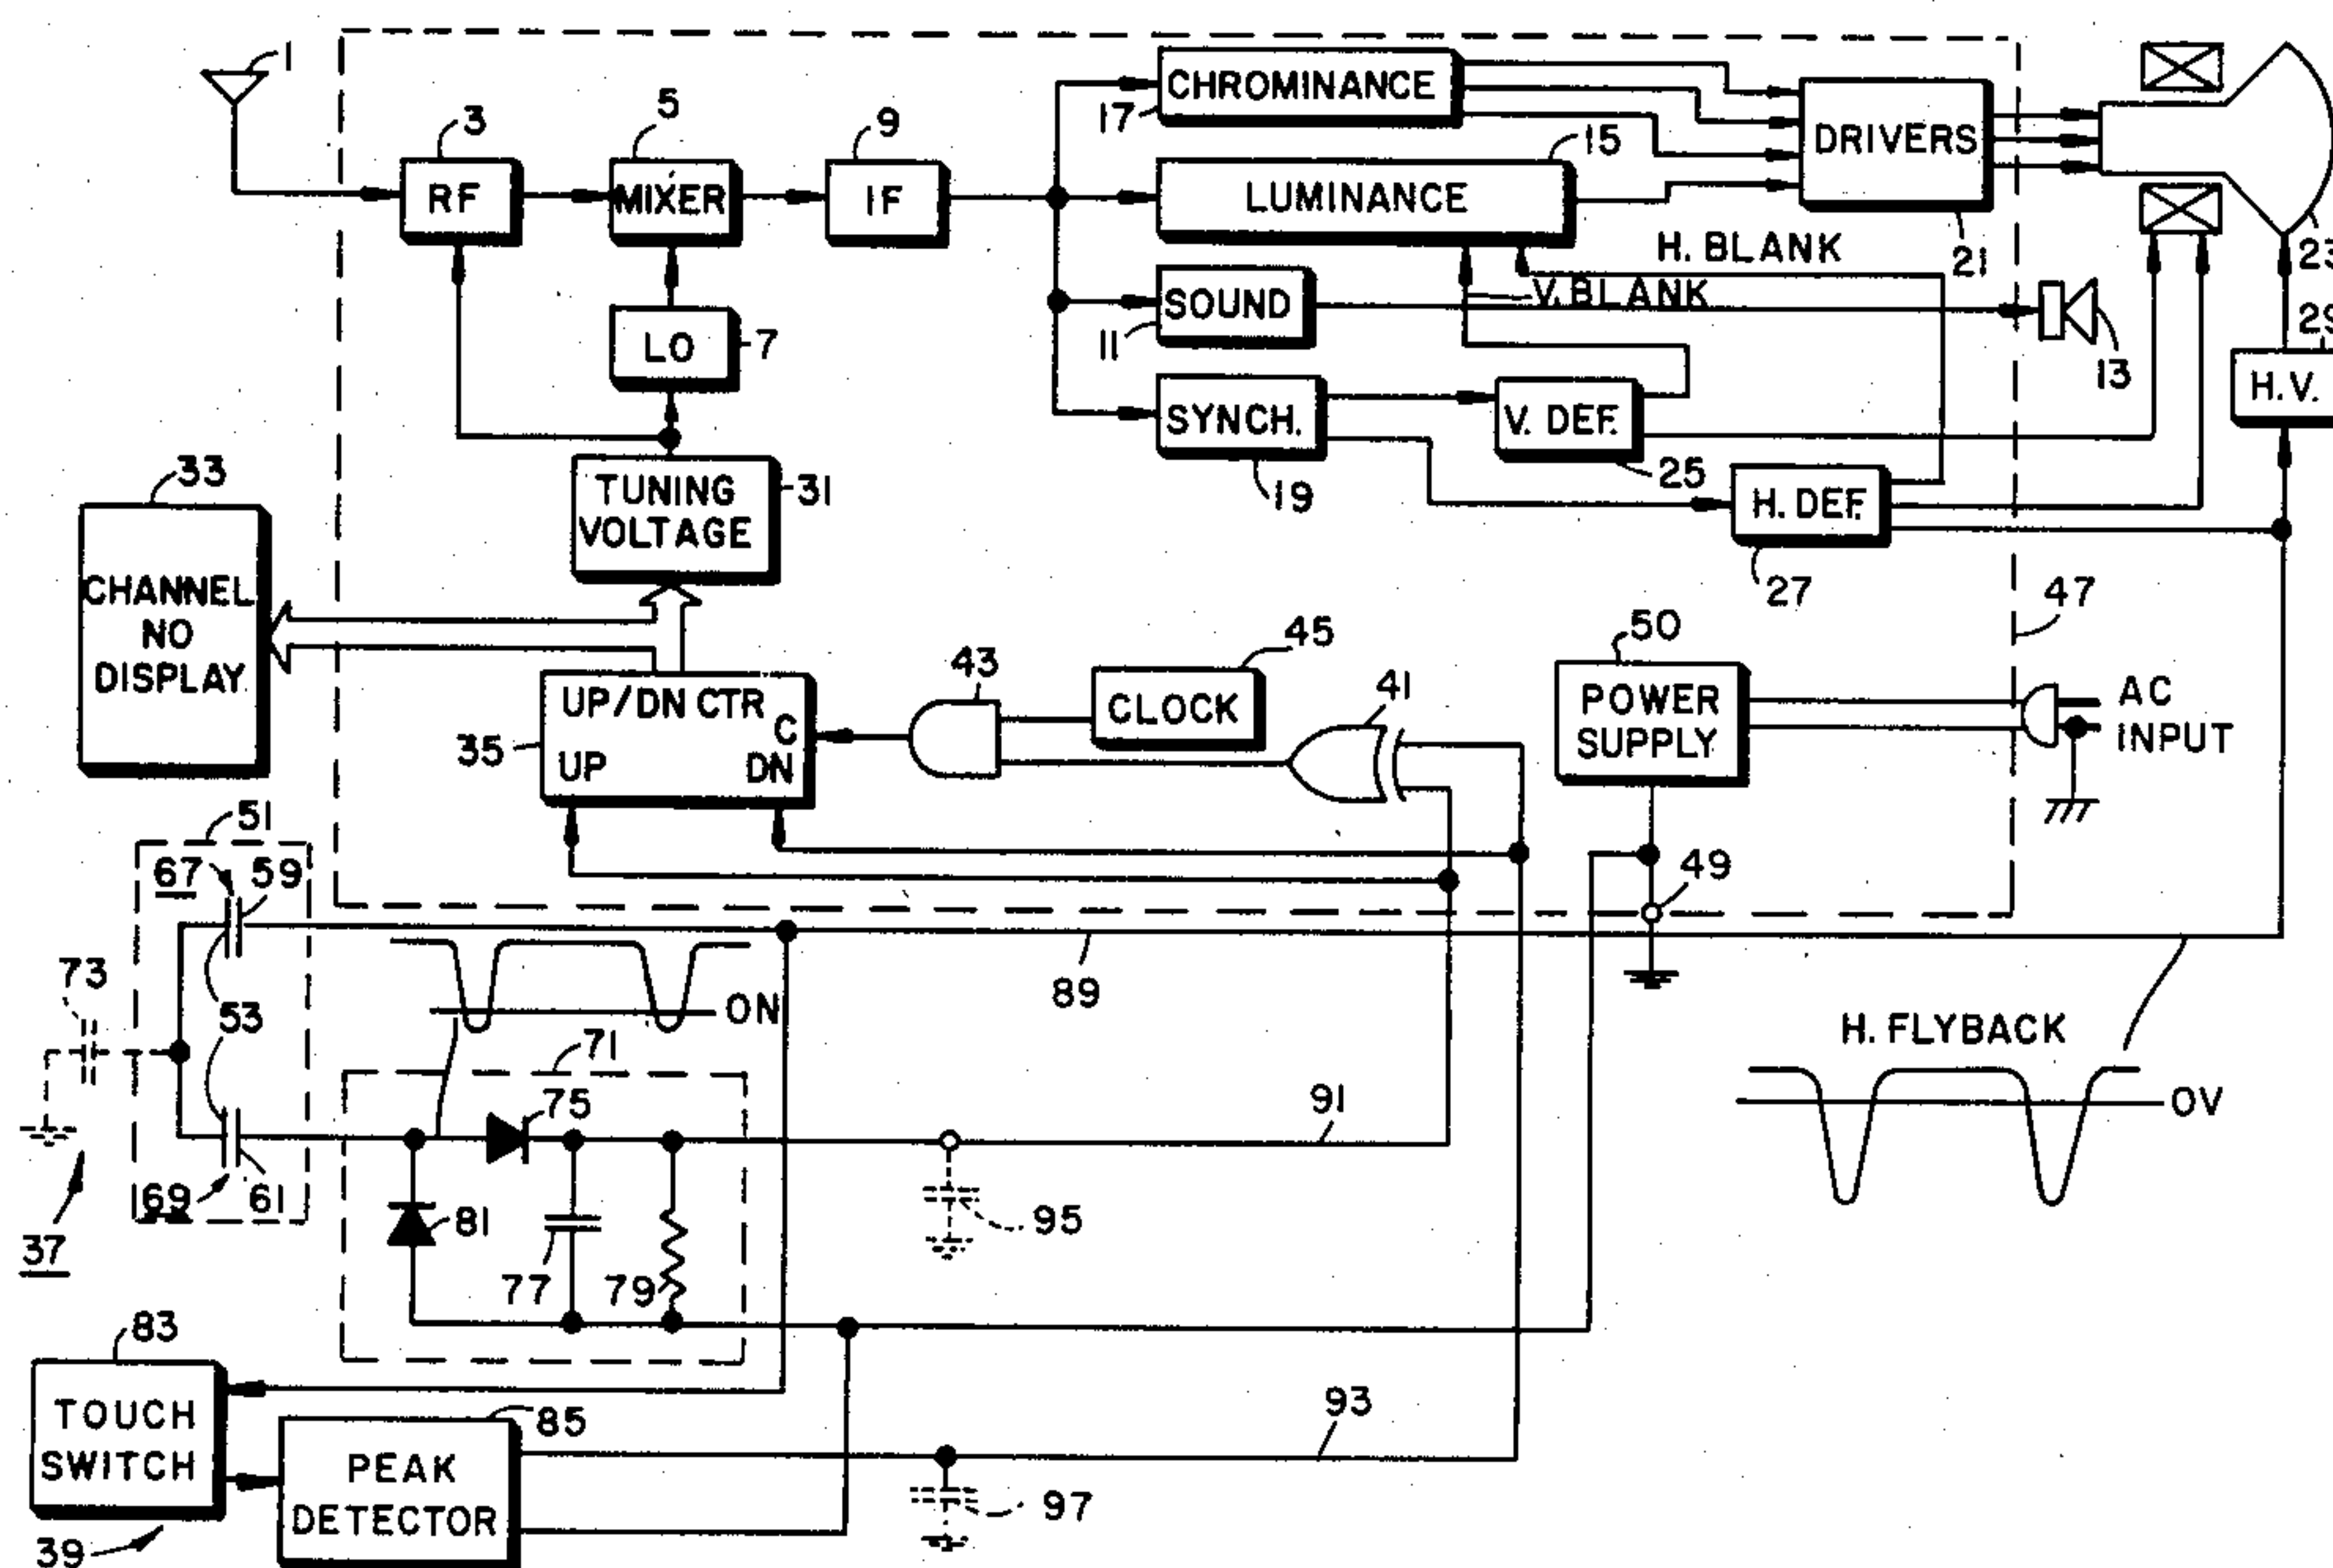 1
3
5
9
17
CHROMINANCE
15
DRIVERS
RF
MIXER
IF
LUMINANCE
21
23
H. BLANK
V. BLANK
LO
7
SOUND
11
13
29
H.V.
SYNCH.
19
V. DEF.
25
H. DEF.
27
33
TUNING
VOLTAGE
31
CHANNEL
NO
DISPLAY
47
50
POWER
SUPPLY
AC
INPUT
45
CLOCK
43
41
35
UP/DN CTR
C
UP
DN
51
67
59
49
73
53
ON
89
71
H. FLYBACK
OV
75
91
69
61
81
77
79
95
37
83
TOUCH
SWITCH
85
PEAK
DETECTOR
93
97
39